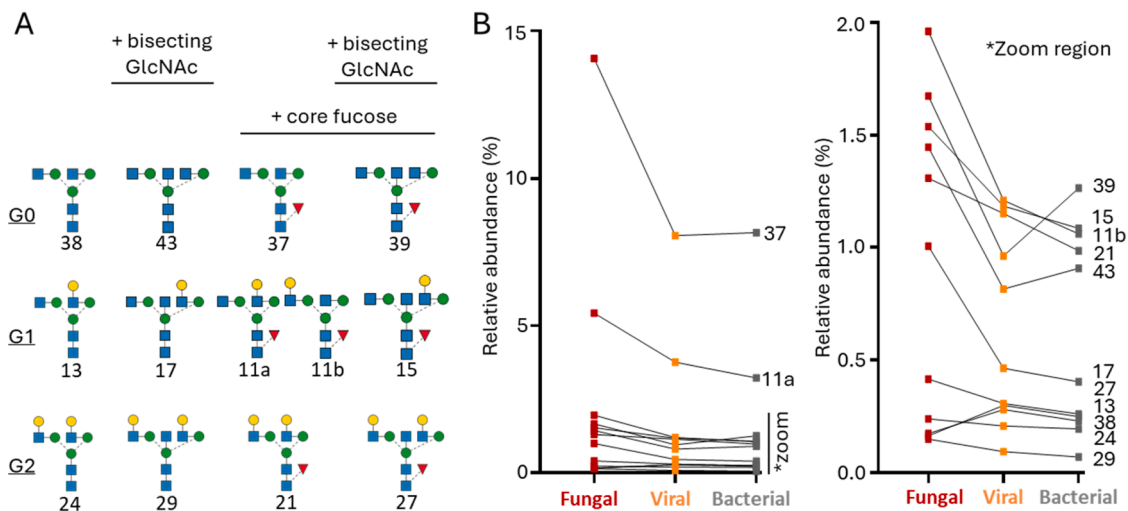 A
+ bisecting
GlcNAc
+ bisecting
GlcNAc
+ core fucose
G0
38
43
37
39
G1
13
17
11a
11b
15
G2
24
29
21
27
B
Relative abundance (%)
15
10
5
0
37
11a
*zoom
Fungal
Viral
Bacterial
Relative abundance (%)
2.0
1.5
1.0
0.5
0.0
*Zoom region
39
15
11b
21
43
17
27
13
38
24
29
Fungal
Viral
Bacterial